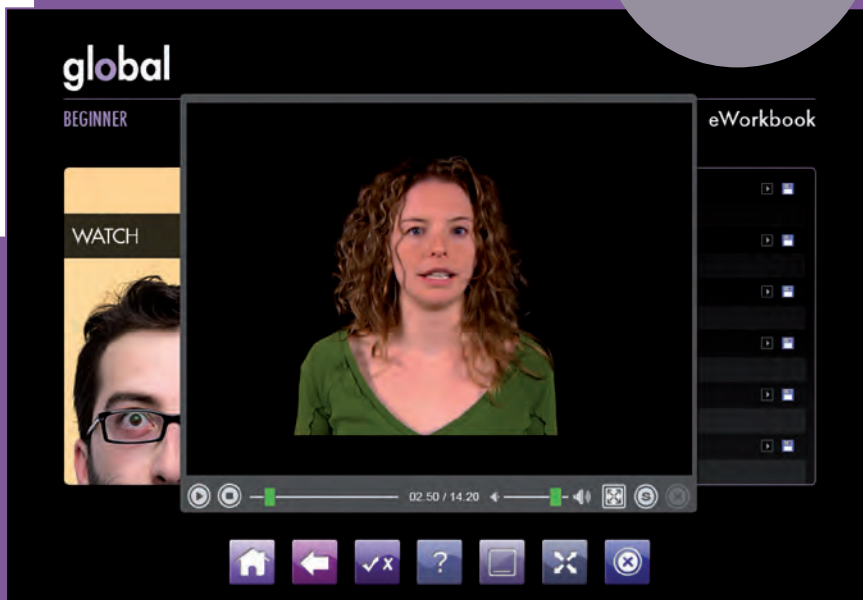 global
BEGINNER
eWorkbook
WATCH
02.50 / 14.20
S
?